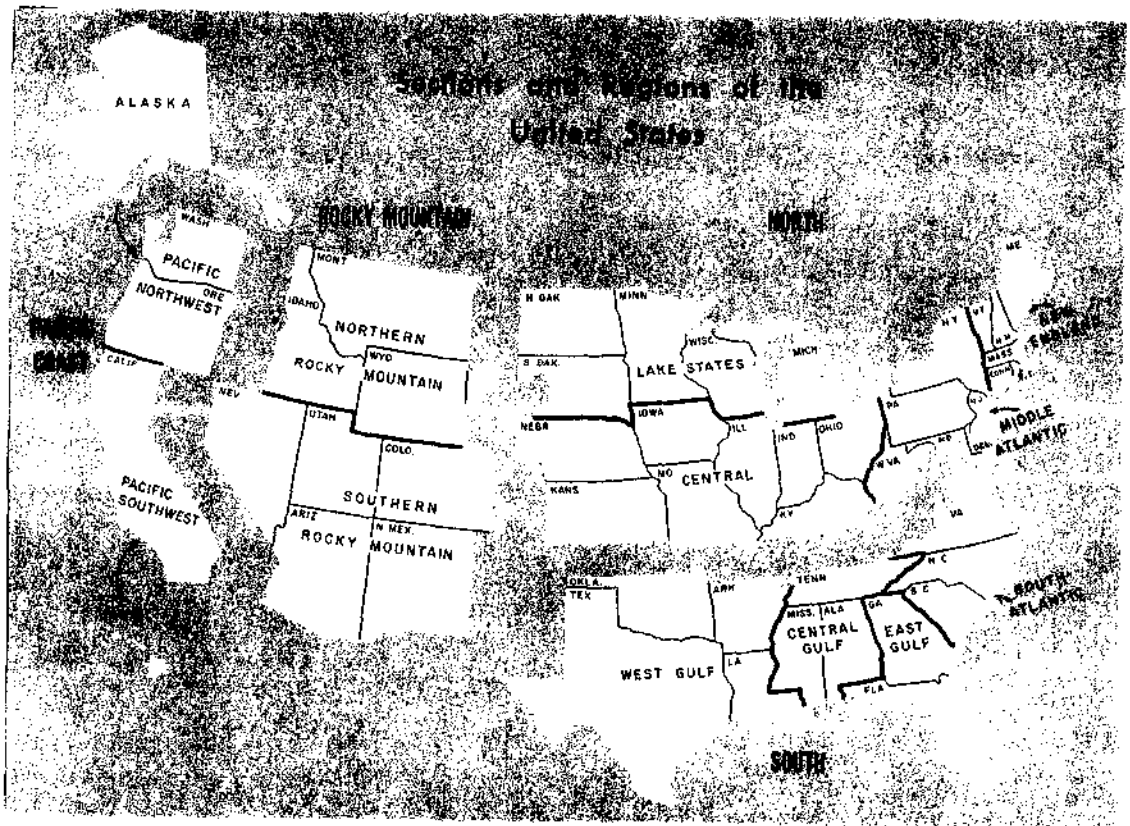 Sections and Regions of the
United States
ALASKA
ROCKY MOUNTAIN
NORTH
WASH
PACIFIC
ORE
NORTHWEST
PACIFIC
COAST
CALIF
PACIFIC
SOUTHWEST
MONT
IDAHO
NORTHERN
WYO
ROCKY MOUNTAIN
NEV
UTAH
COLO.
SOUTHERN
ARIZ
N MEX.
ROCKY MOUNTAIN
N DAK
MINN
WISC
MICH
S DAK.
LAKE STATES
NEBR
IOWA
ILL
IND
OHIO
KANS
MO
CENTRAL
KY
ME
NY
VT
N H
MASS
CONN
R. I.
NEW
ENGLAND
PA
N J
MD
DEL.
W VA
MIDDLE
ATLANTIC
VA
OKLA.
TEX
ARK
TENN
N C
S C
MISS.
ALA
GA
SOUTH
ATLANTIC
CENTRAL
GULF
EAST
GULF
LA
WEST GULF
FLA
SOUTH